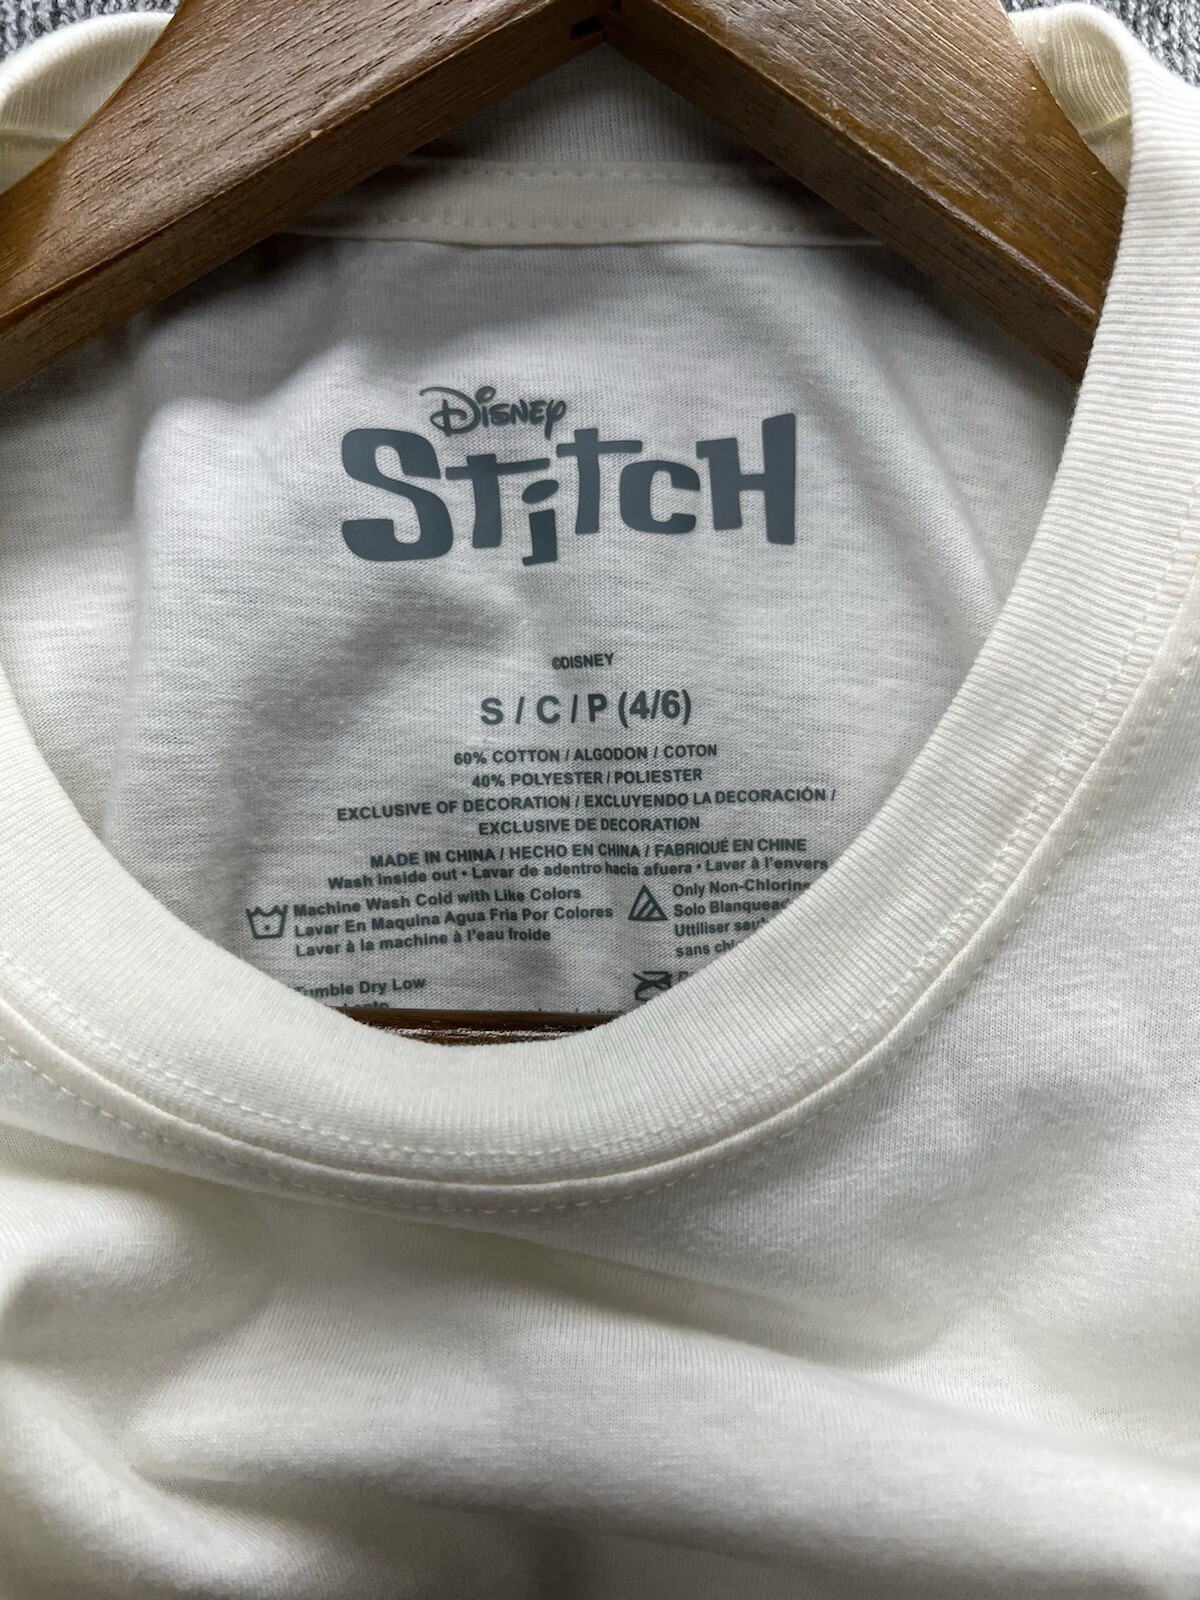 Disney
Stitch
©DISNEY
S / C / P (4/6)
60% COTTON / ALGODON / COTON
40% POLYESTER / POLIESTER
EXCLUSIVE OF DECORATION / EXCLUYENDO LA DECORACIÓN /
EXCLUSIVE DE DECORATION
MADE IN CHINA / HECHO EN CHINA / FABRIQUÉ EN CHINE
Wash Inside out • Lavar de adentro hacia afuera • Laver à l'envers
Machine Wash Cold with Like Colors
Lavar En Maquina Agua Fria Por Colores
Laver à la machine à l'eau froide
Only Non-Chlorine
Solo
Uttiliser
sans
Tumble Dry Low